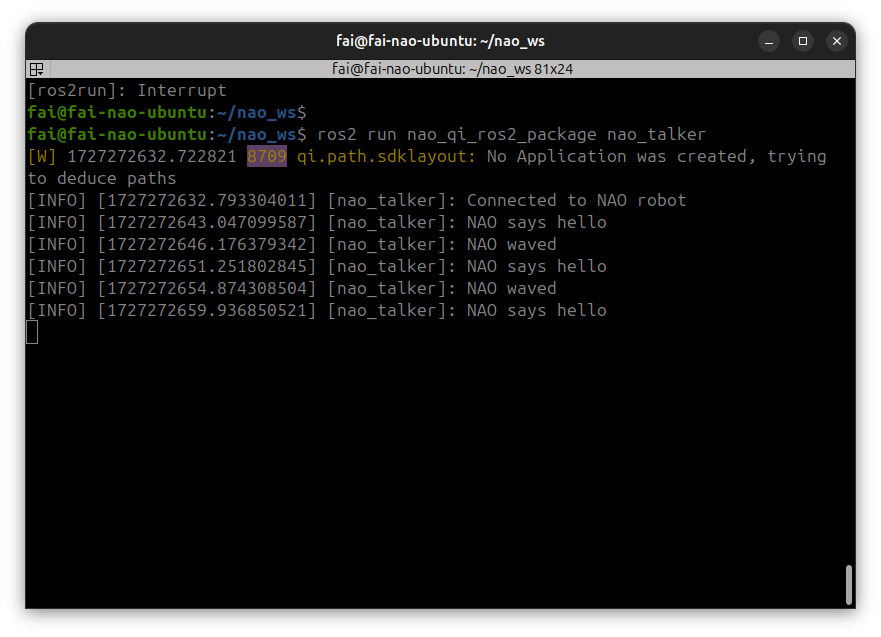 fai@fai-nao-ubuntu: ~/nao_ws
fai@fai-nao-ubuntu: ~/nao_ws 81x24
[ros2run]: Interrupt
fai@fai-nao-ubuntu:~/nao_ws$
fai@fai-nao-ubuntu:~/nao_ws$ ros2 run nao_qi_ros2_package nao_talker
[W] 1727272632.722821 8709 qi.path.sdklayout: No Application was created, trying
to deduce paths
[INFO] [1727272632.793304011] [nao_talker]: Connected to NAO robot
[INFO] [1727272643.047099587] [nao_talker]: NAO says hello
[INFO] [1727272646.176379342] [nao_talker]: NAO waved
[INFO] [1727272651.251802845] [nao_talker]: NAO says hello
[INFO] [1727272654.874308504] [nao_talker]: NAO waved
[INFO] [1727272659.936850521] [nao_talker]: NAO says hello